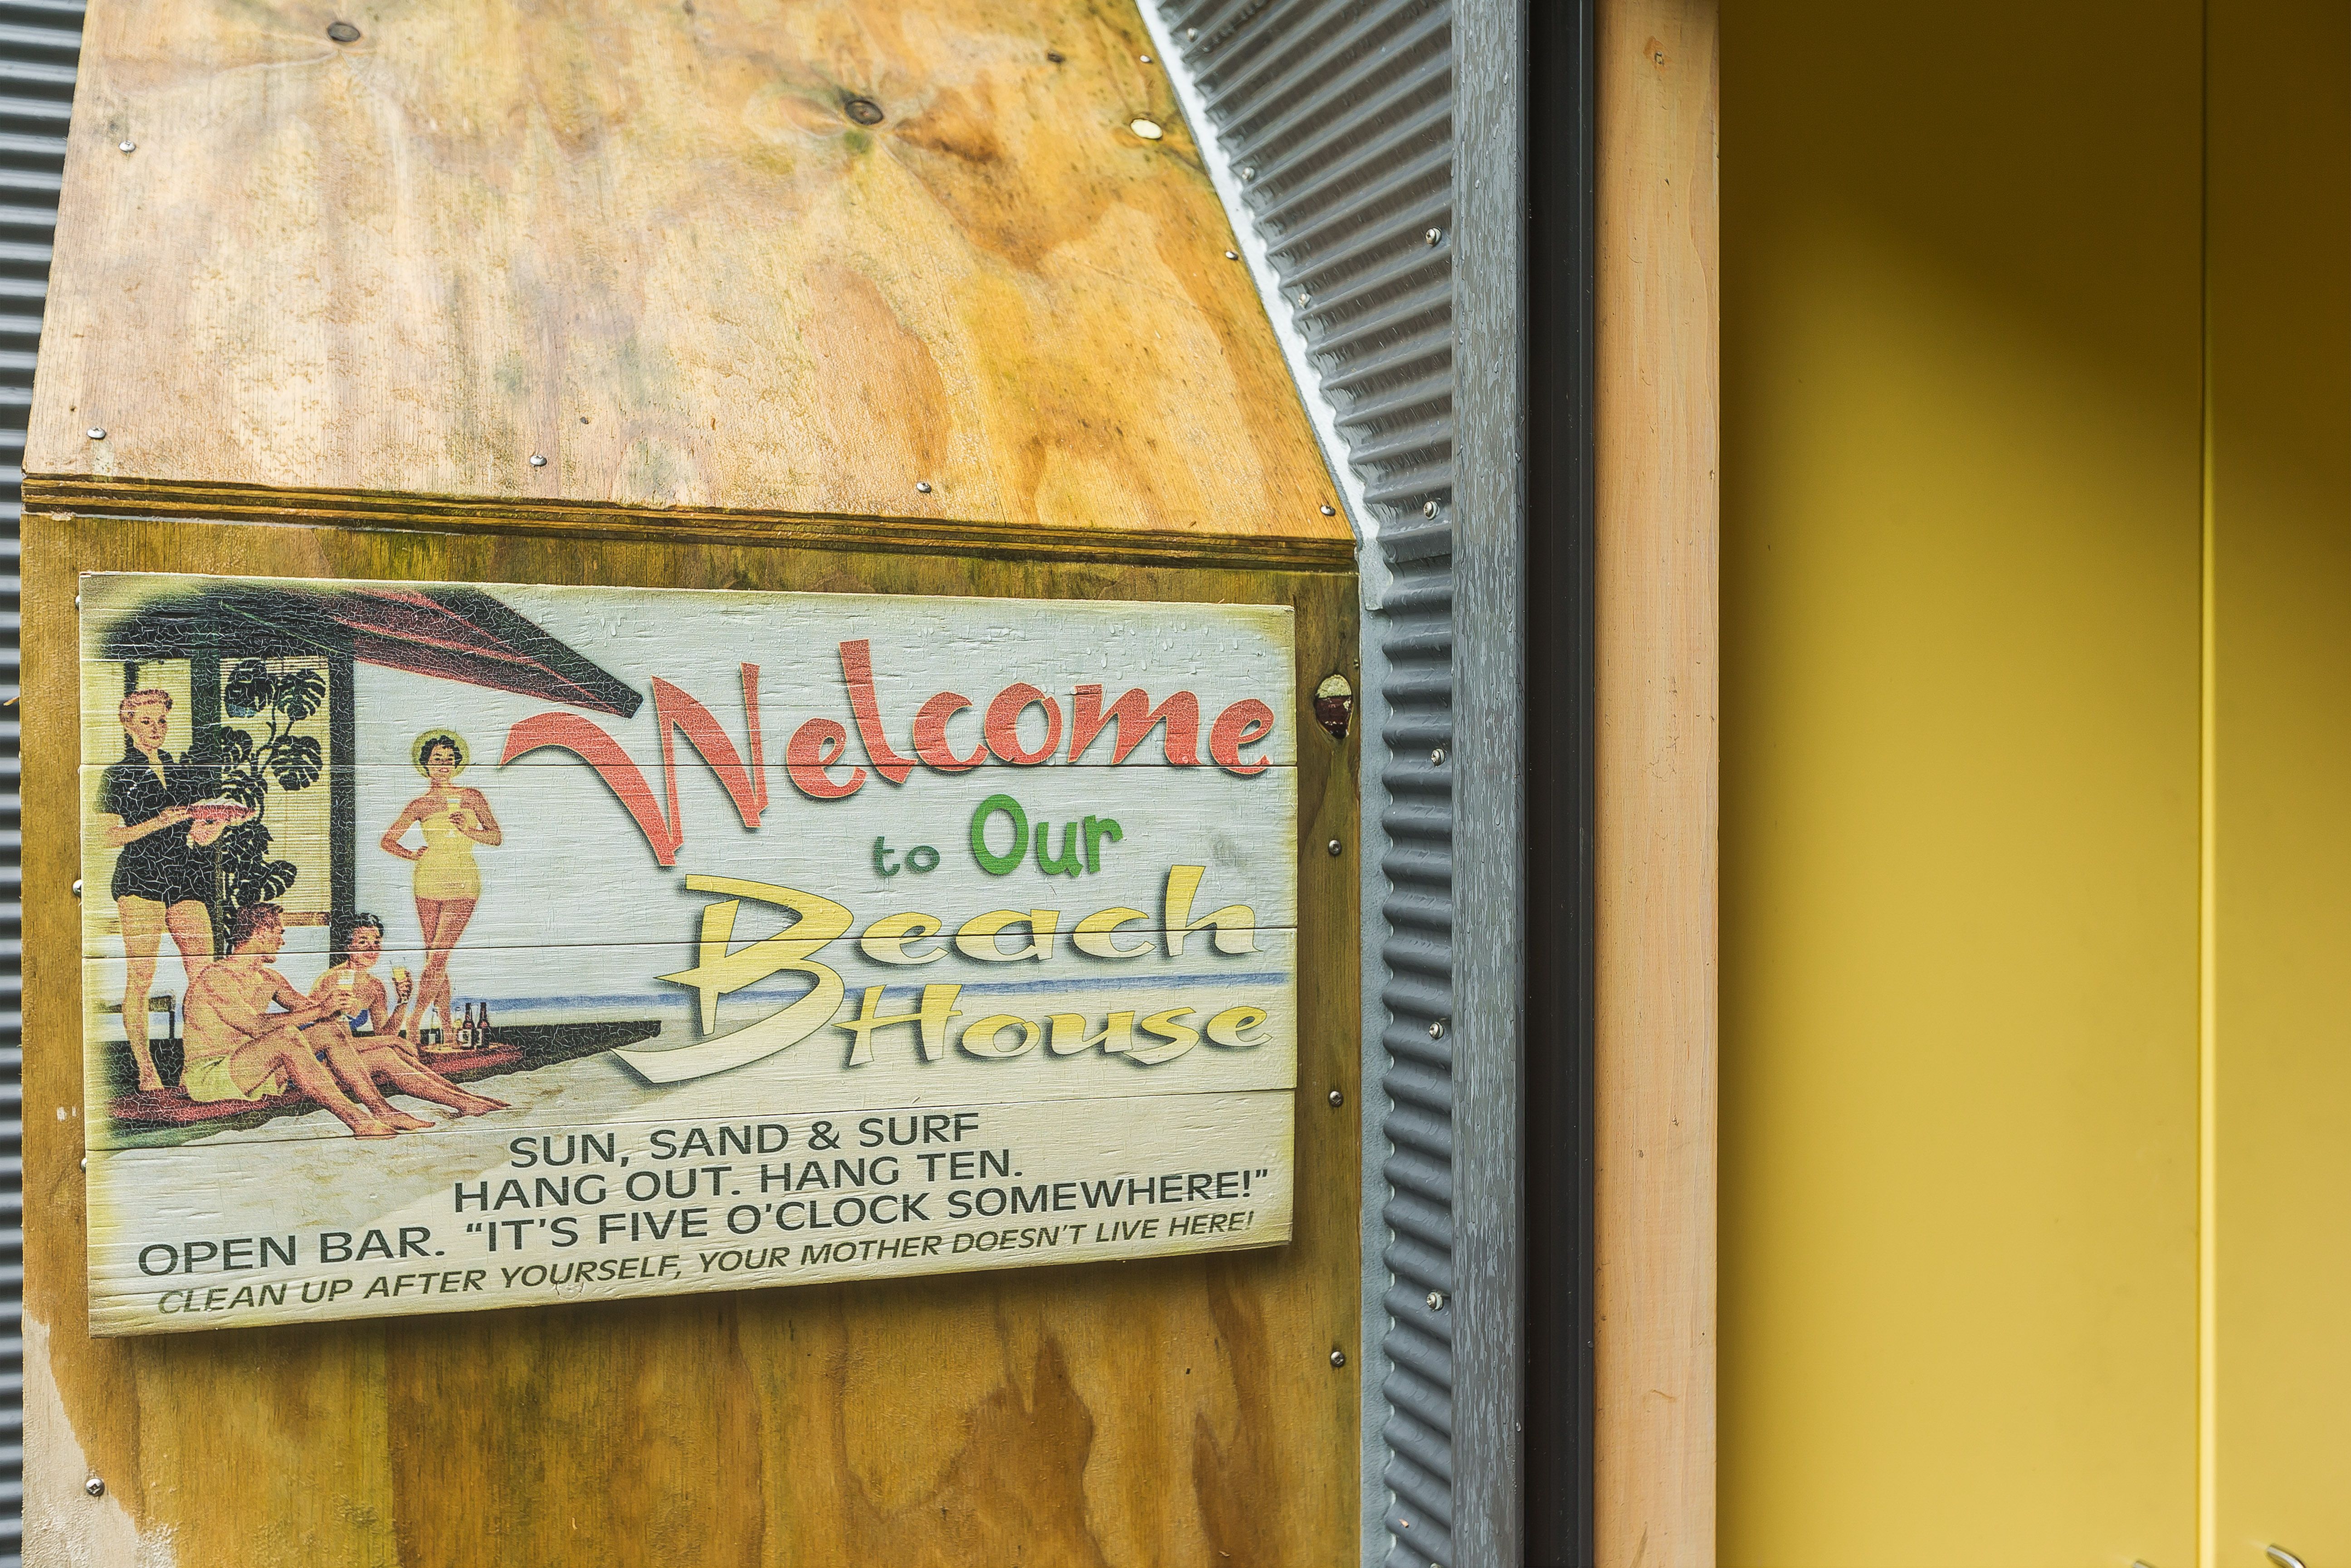 Welcome
to Our
Beach
House
SUN, SAND & SURF
HANG OUT. HANG TEN.
OPEN BAR. “IT’S FIVE O’CLOCK SOMEWHERE!”
CLEAN UP AFTER YOURSELF, YOUR MOTHER DOESN’T LIVE HERE!